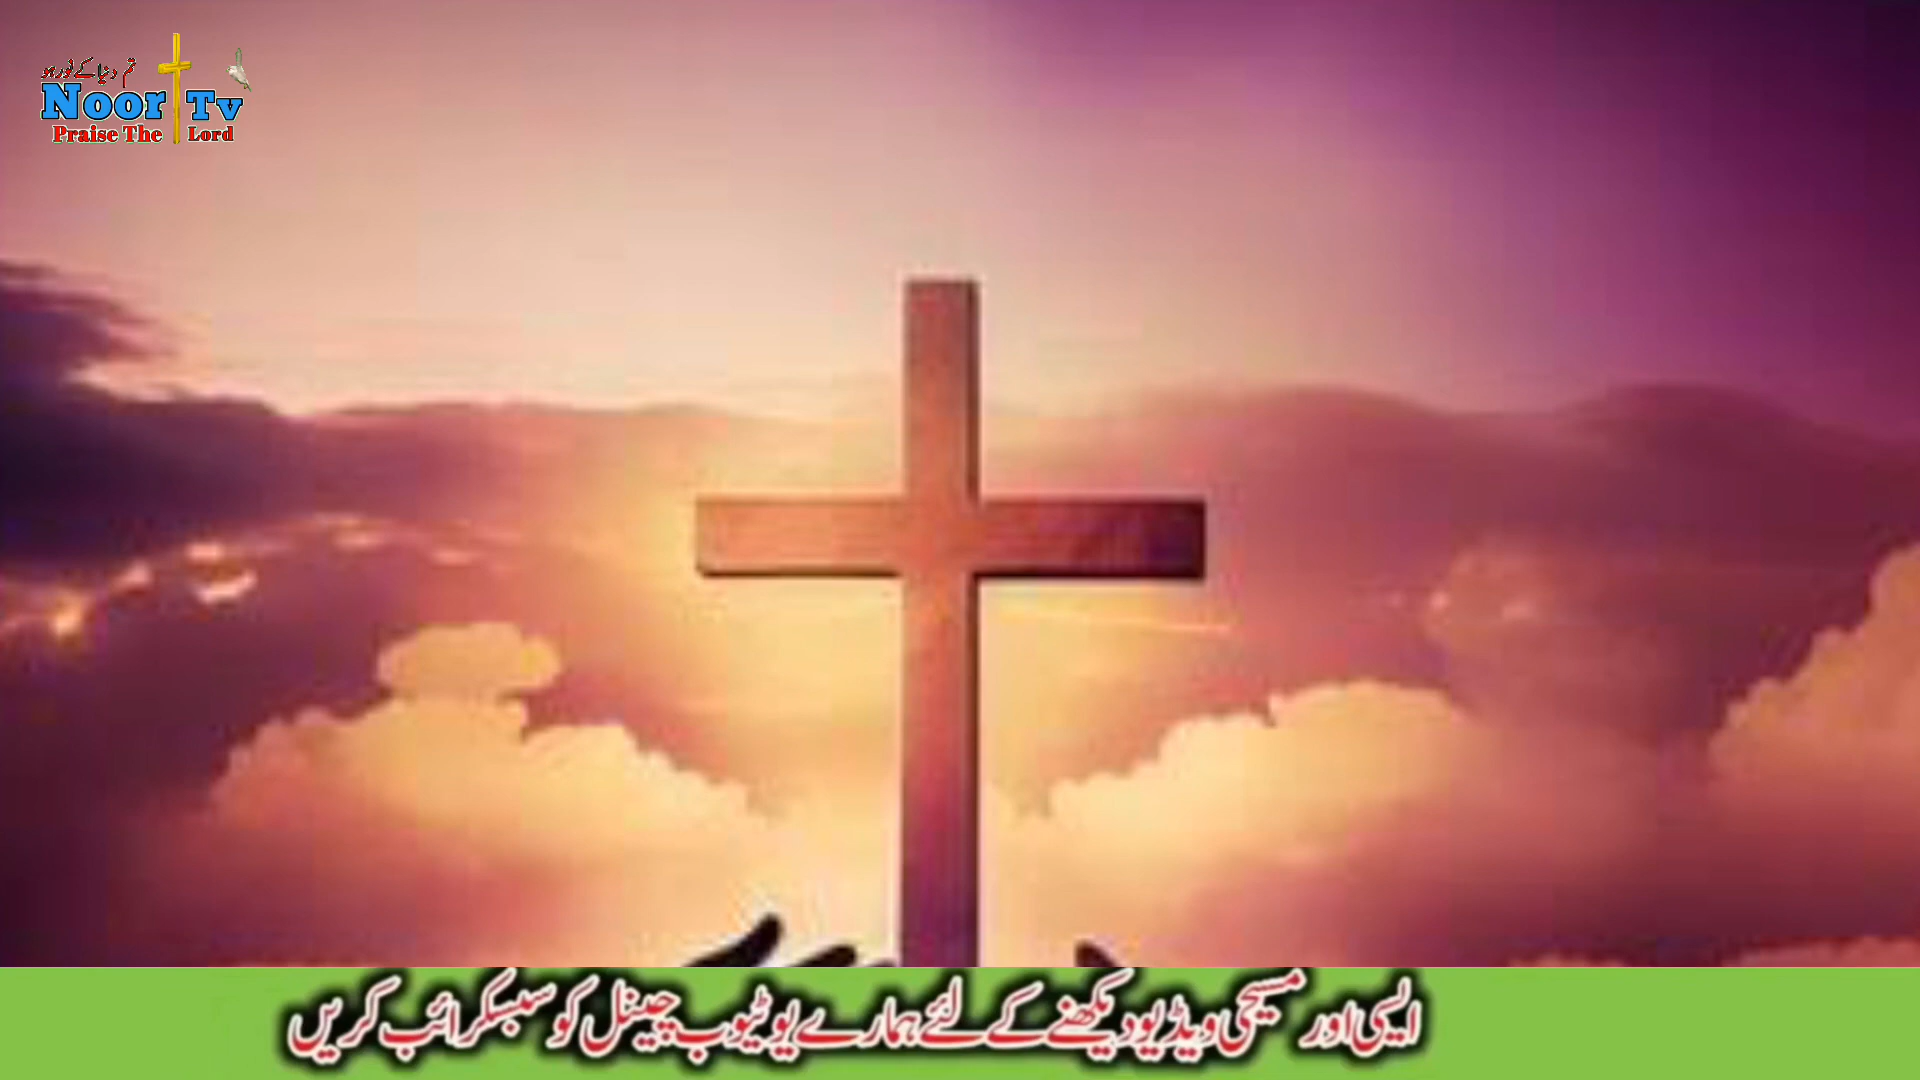 تم دنیا کے نور ہو
Noor Tv
Praise The Lord
ایسی اور مسیحی ویڈیو دیکھنے کے لئے ہمارے یوٹیوب چینل کو سبسکرائب کریں